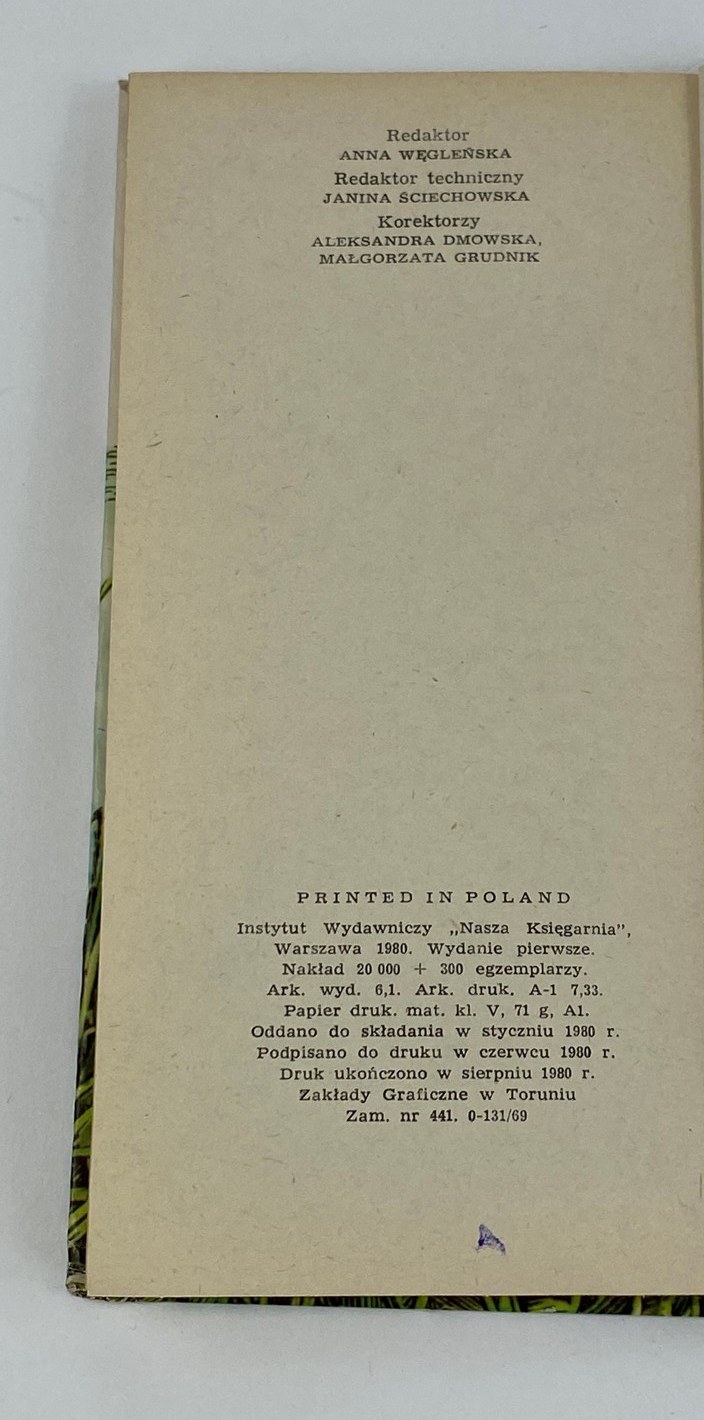 Redaktor
ANNA WĘGLEŃSKA
Redaktor techniczny
JANINA ŚCIECHOWSKA
Korektorzy
ALEKSANDRA DMOWSKA,
MAŁGORZATA GRUDNIK
PRINTED IN POLAND
Instytut Wydawniczy „Nasza Księgarnia”,
Warszawa 1980. Wydanie pierwsze.
Nakład 20 000 + 300 egzemplarzy.
Ark. wyd. 6,1. Ark. druk. A-1 7,33.
Papier druk. mat. kl. V, 71 g, A1.
Oddano do składania w styczniu 1980 r.
Podpisano do druku w czerwcu 1980 r.
Druk ukończono w sierpniu 1980 r.
Zakłady Graficzne w Toruniu
Zam. nr 441. 0-131/69